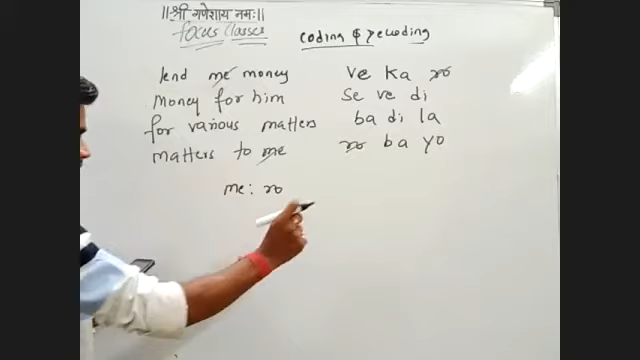 ॥ श्री गणेशाय नमः॥
focus Classes
Coding & Decoding
lend me money ve ka ro
money for him se ve di
for various matters ba di la
matters to me ro ba yo
me: ro